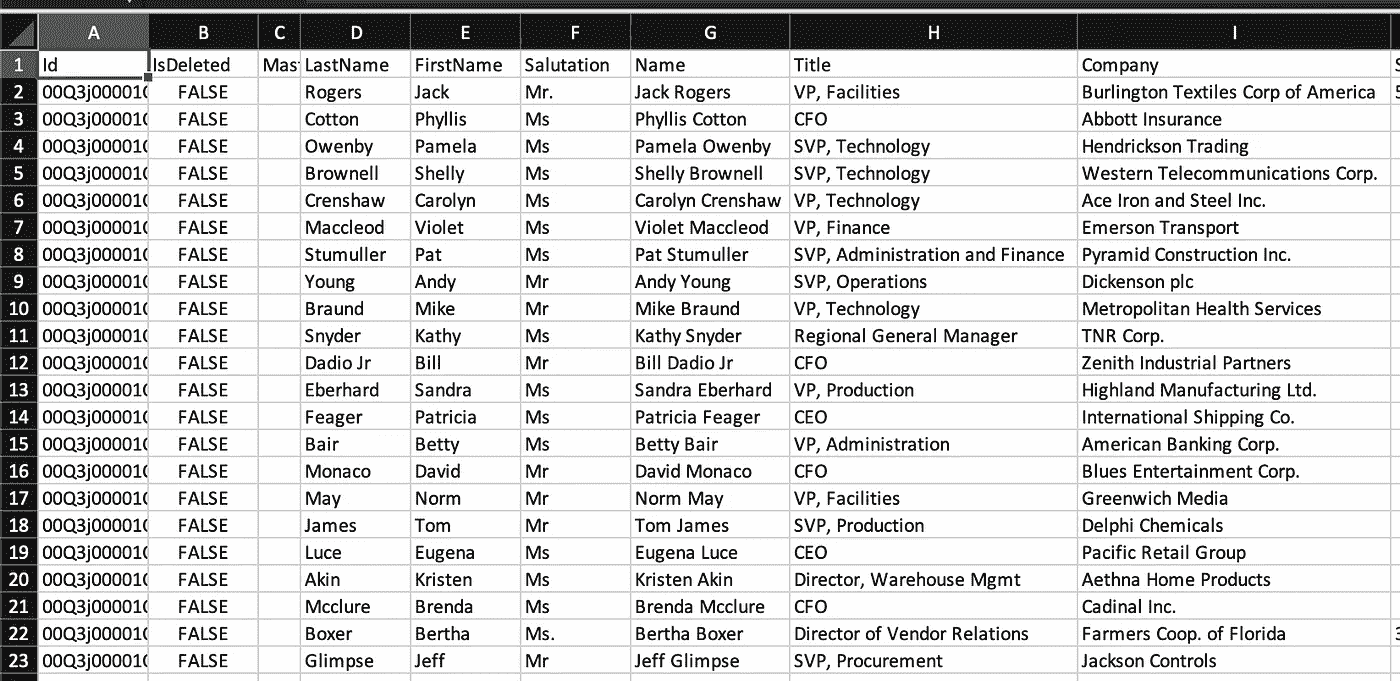 A B C D E F G H I
1 Id IsDeleted Mas LastName FirstName Salutation Name Title Company
2 00Q3j00001 FALSE Rogers Jack Mr. Jack Rogers VP, Facilities Burlington Textiles Corp of America
3 00Q3j00001 FALSE Cotton Phyllis Ms Phyllis Cotton CFO Abbott Insurance
4 00Q3j00001 FALSE Owenby Pamela Ms Pamela Owenby SVP, Technology Hendrickson Trading
5 00Q3j00001 FALSE Brownell Shelly Ms Shelly Brownell SVP, Technology Western Telecommunications Corp.
6 00Q3j00001 FALSE Crenshaw Carolyn Ms Carolyn Crenshaw VP, Technology Ace Iron and Steel Inc.
7 00Q3j00001 FALSE Maccleod Violet Ms Violet Maccleod VP, Finance Emerson Transport
8 00Q3j00001 FALSE Stumuller Pat Ms Pat Stumuller SVP, Administration and Finance Pyramid Construction Inc.
9 00Q3j00001 FALSE Young Andy Mr Andy Young SVP, Operations Dickenson plc
10 00Q3j00001 FALSE Braund Mike Mr Mike Braund VP, Technology Metropolitan Health Services
11 00Q3j00001 FALSE Snyder Kathy Ms Kathy Snyder Regional General Manager TNR Corp.
12 00Q3j00001 FALSE Dadio Jr Bill Mr Bill Dadio Jr CFO Zenith Industrial Partners
13 00Q3j00001 FALSE Eberhard Sandra Ms Sandra Eberhard VP, Production Highland Manufacturing Ltd.
14 00Q3j00001 FALSE Feager Patricia Ms Patricia Feager CEO International Shipping Co.
15 00Q3j00001 FALSE Bair Betty Ms Betty Bair VP, Administration American Banking Corp.
16 00Q3j00001 FALSE Monaco David Mr David Monaco CFO Blues Entertainment Corp.
17 00Q3j00001 FALSE May Norm Mr Norm May VP, Facilities Greenwich Media
18 00Q3j00001 FALSE James Tom Mr Tom James SVP, Production Delphi Chemicals
19 00Q3j00001 FALSE Luce Eugena Ms Eugena Luce CEO Pacific Retail Group
20 00Q3j00001 FALSE Akin Kristen Ms Kristen Akin Director, Warehouse Mgmt Aethna Home Products
21 00Q3j00001 FALSE Mcclure Brenda Ms Brenda Mcclure CFO Cadinal Inc.
22 00Q3j00001 FALSE Boxer Bertha Ms. Bertha Boxer Director of Vendor Relations Farmers Coop. of Florida
23 00Q3j00001 FALSE Glimpse Jeff Mr Jeff Glimpse SVP, Procurement Jackson Controls